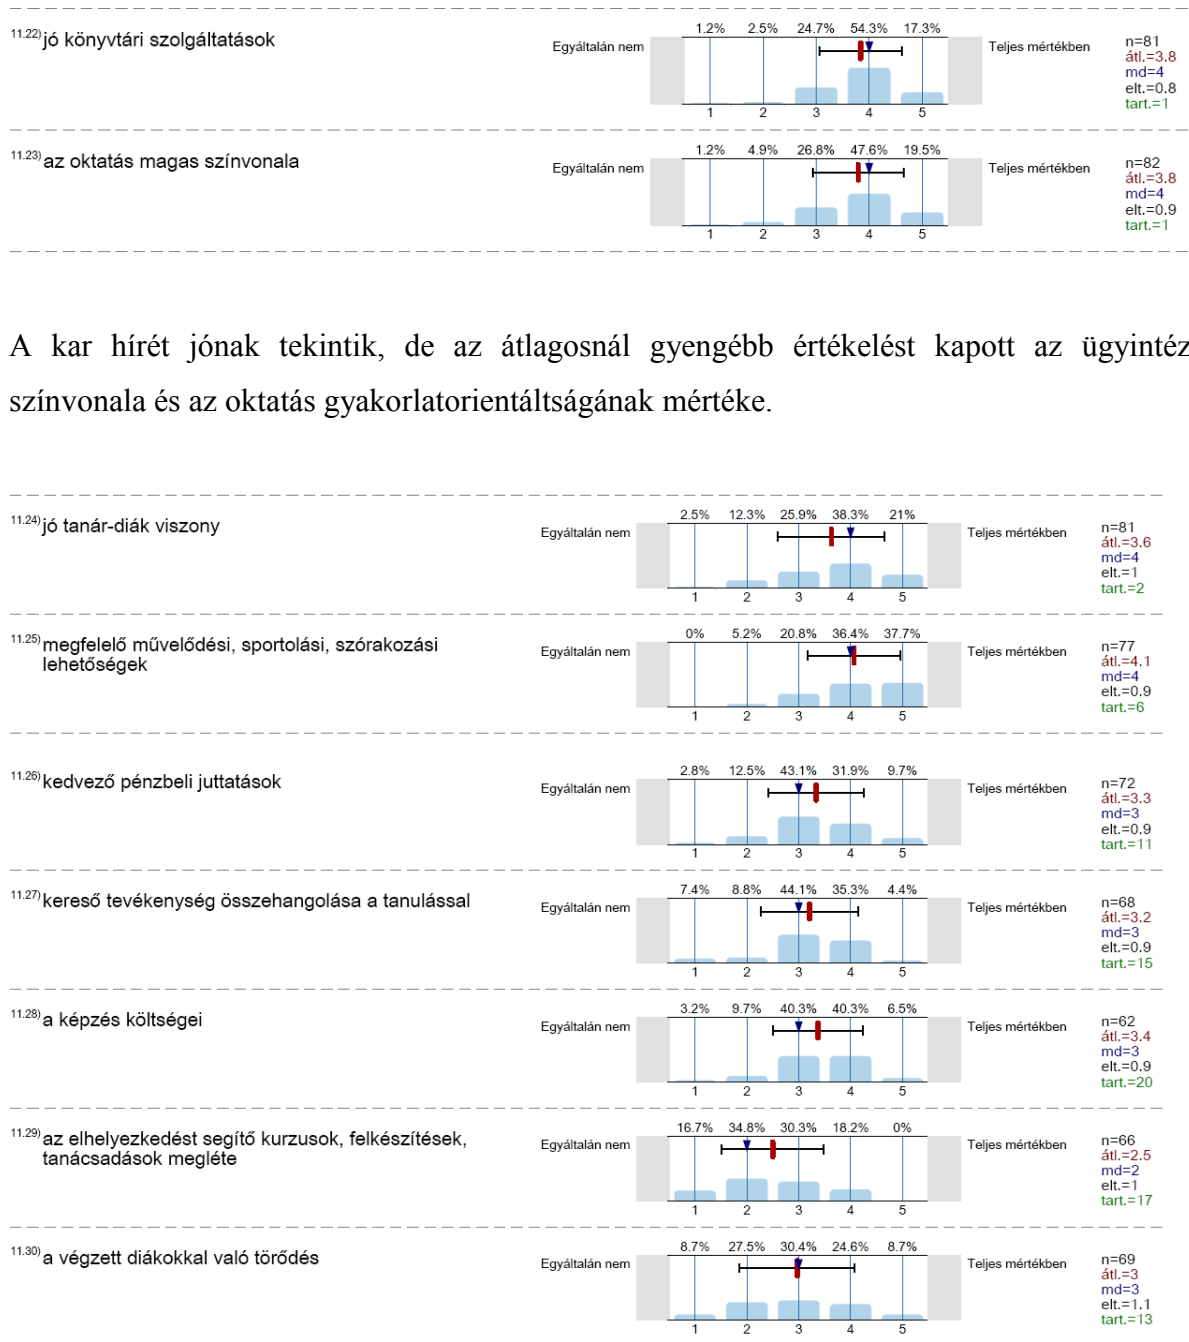 1.2% 2.5% 24.7% 54.3% 17.3%
11.22) jó könyvtári szolgáltatások
Egyáltalán nem
Teljes mértékben
n=81
átl.=3.8
md=4
elt.=0.8
tart.=1
1 2 3 4 5
1.2% 4.9% 26.8% 47.6% 19.5%
11.23) az oktatás magas színvonala
Egyáltalán nem
Teljes mértékben
n=82
átl.=3.8
md=4
elt.=0.9
tart.=1
1 2 3 4 5
A kar hírét jónak tekintik, de az átlagosnál gyengébb értékelést kapott az ügyintéz
színvonala és az oktatás gyakorlatorientáltságának mértéke.
2.5% 12.3% 25.9% 38.3% 21%
11.24) jó tanár-diák viszony
Egyáltalán nem
Teljes mértékben
n=81
átl.=3.6
md=4
elt.=1
tart.=2
1 2 3 4 5
0% 5.2% 20.8% 36.4% 37.7%
11.25) megfelelő művelődési, sportolási, szórakozási
lehetőségek
Egyáltalán nem
Teljes mértékben
n=77
átl.=4.1
md=4
elt.=0.9
tart.=6
1 2 3 4 5
2.8% 12.5% 43.1% 31.9% 9.7%
11.26) kedvező pénzbeli juttatások
Egyáltalán nem
Teljes mértékben
n=72
átl.=3.3
md=3
elt.=0.9
tart.=11
1 2 3 4 5
7.4% 8.8% 44.1% 35.3% 4.4%
11.27) kereső tevékenység összehangolása a tanulással
Egyáltalán nem
Teljes mértékben
n=68
átl.=3.2
md=3
elt.=0.9
tart.=15
1 2 3 4 5
3.2% 9.7% 40.3% 40.3% 6.5%
11.28) a képzés költségei
Egyáltalán nem
Teljes mértékben
n=62
átl.=3.4
md=3
elt.=0.9
tart.=20
1 2 3 4 5
16.7% 34.8% 30.3% 18.2% 0%
11.29) az elhelyezkedést segítő kurzusok, felkészítések,
tanácsadások megléte
Egyáltalán nem
Teljes mértékben
n=66
átl.=2.5
md=2
elt.=1
tart.=17
1 2 3 4 5
8.7% 27.5% 30.4% 24.6% 8.7%
11.30) a végzett diákokkal való törődés
Egyáltalán nem
Teljes mértékben
n=69
átl.=3
md=3
elt.=1.1
tart.=13
1 2 3 4 5